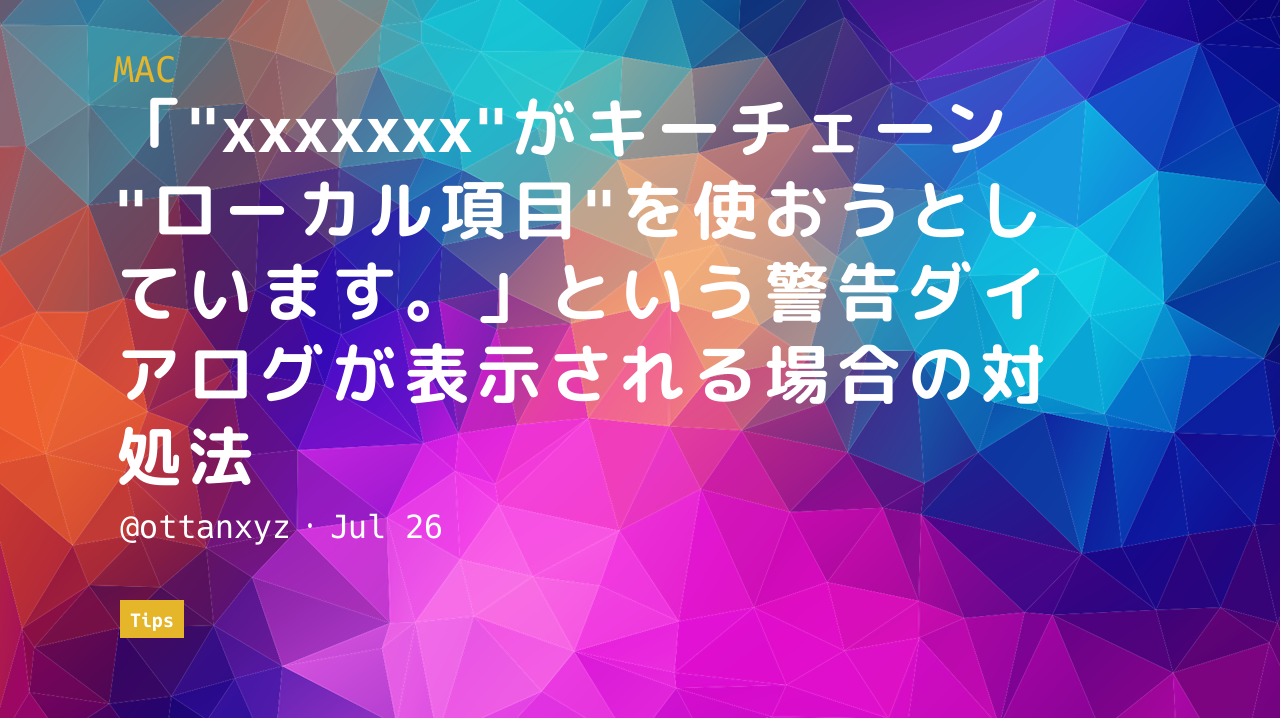 MAC
「"xxxxxxx"がキーチェーン
"ローカル項目"を使おうとし
ています。」という警告ダイ
アログが表示される場合の対
処法
@ottanxyz · Jul 26
Tips